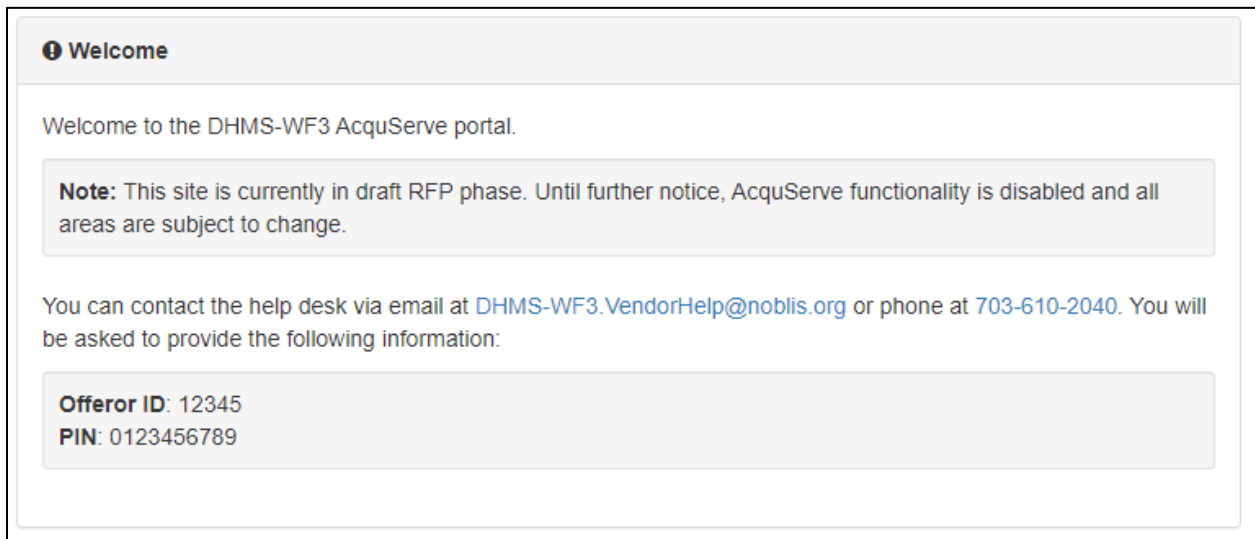 Welcome
Welcome to the DHMS-WF3 AcquServe portal.
Note: This site is currently in draft RFP phase. Until further notice, AcquServe functionality is disabled and all
areas are subject to change.
You can contact the help desk via email at DHMS-WF3.VendorHelp@noblis.org or phone at 703-610-2040. You will
be asked to provide the following information:
Offeror ID: 12345
PIN: 0123456789